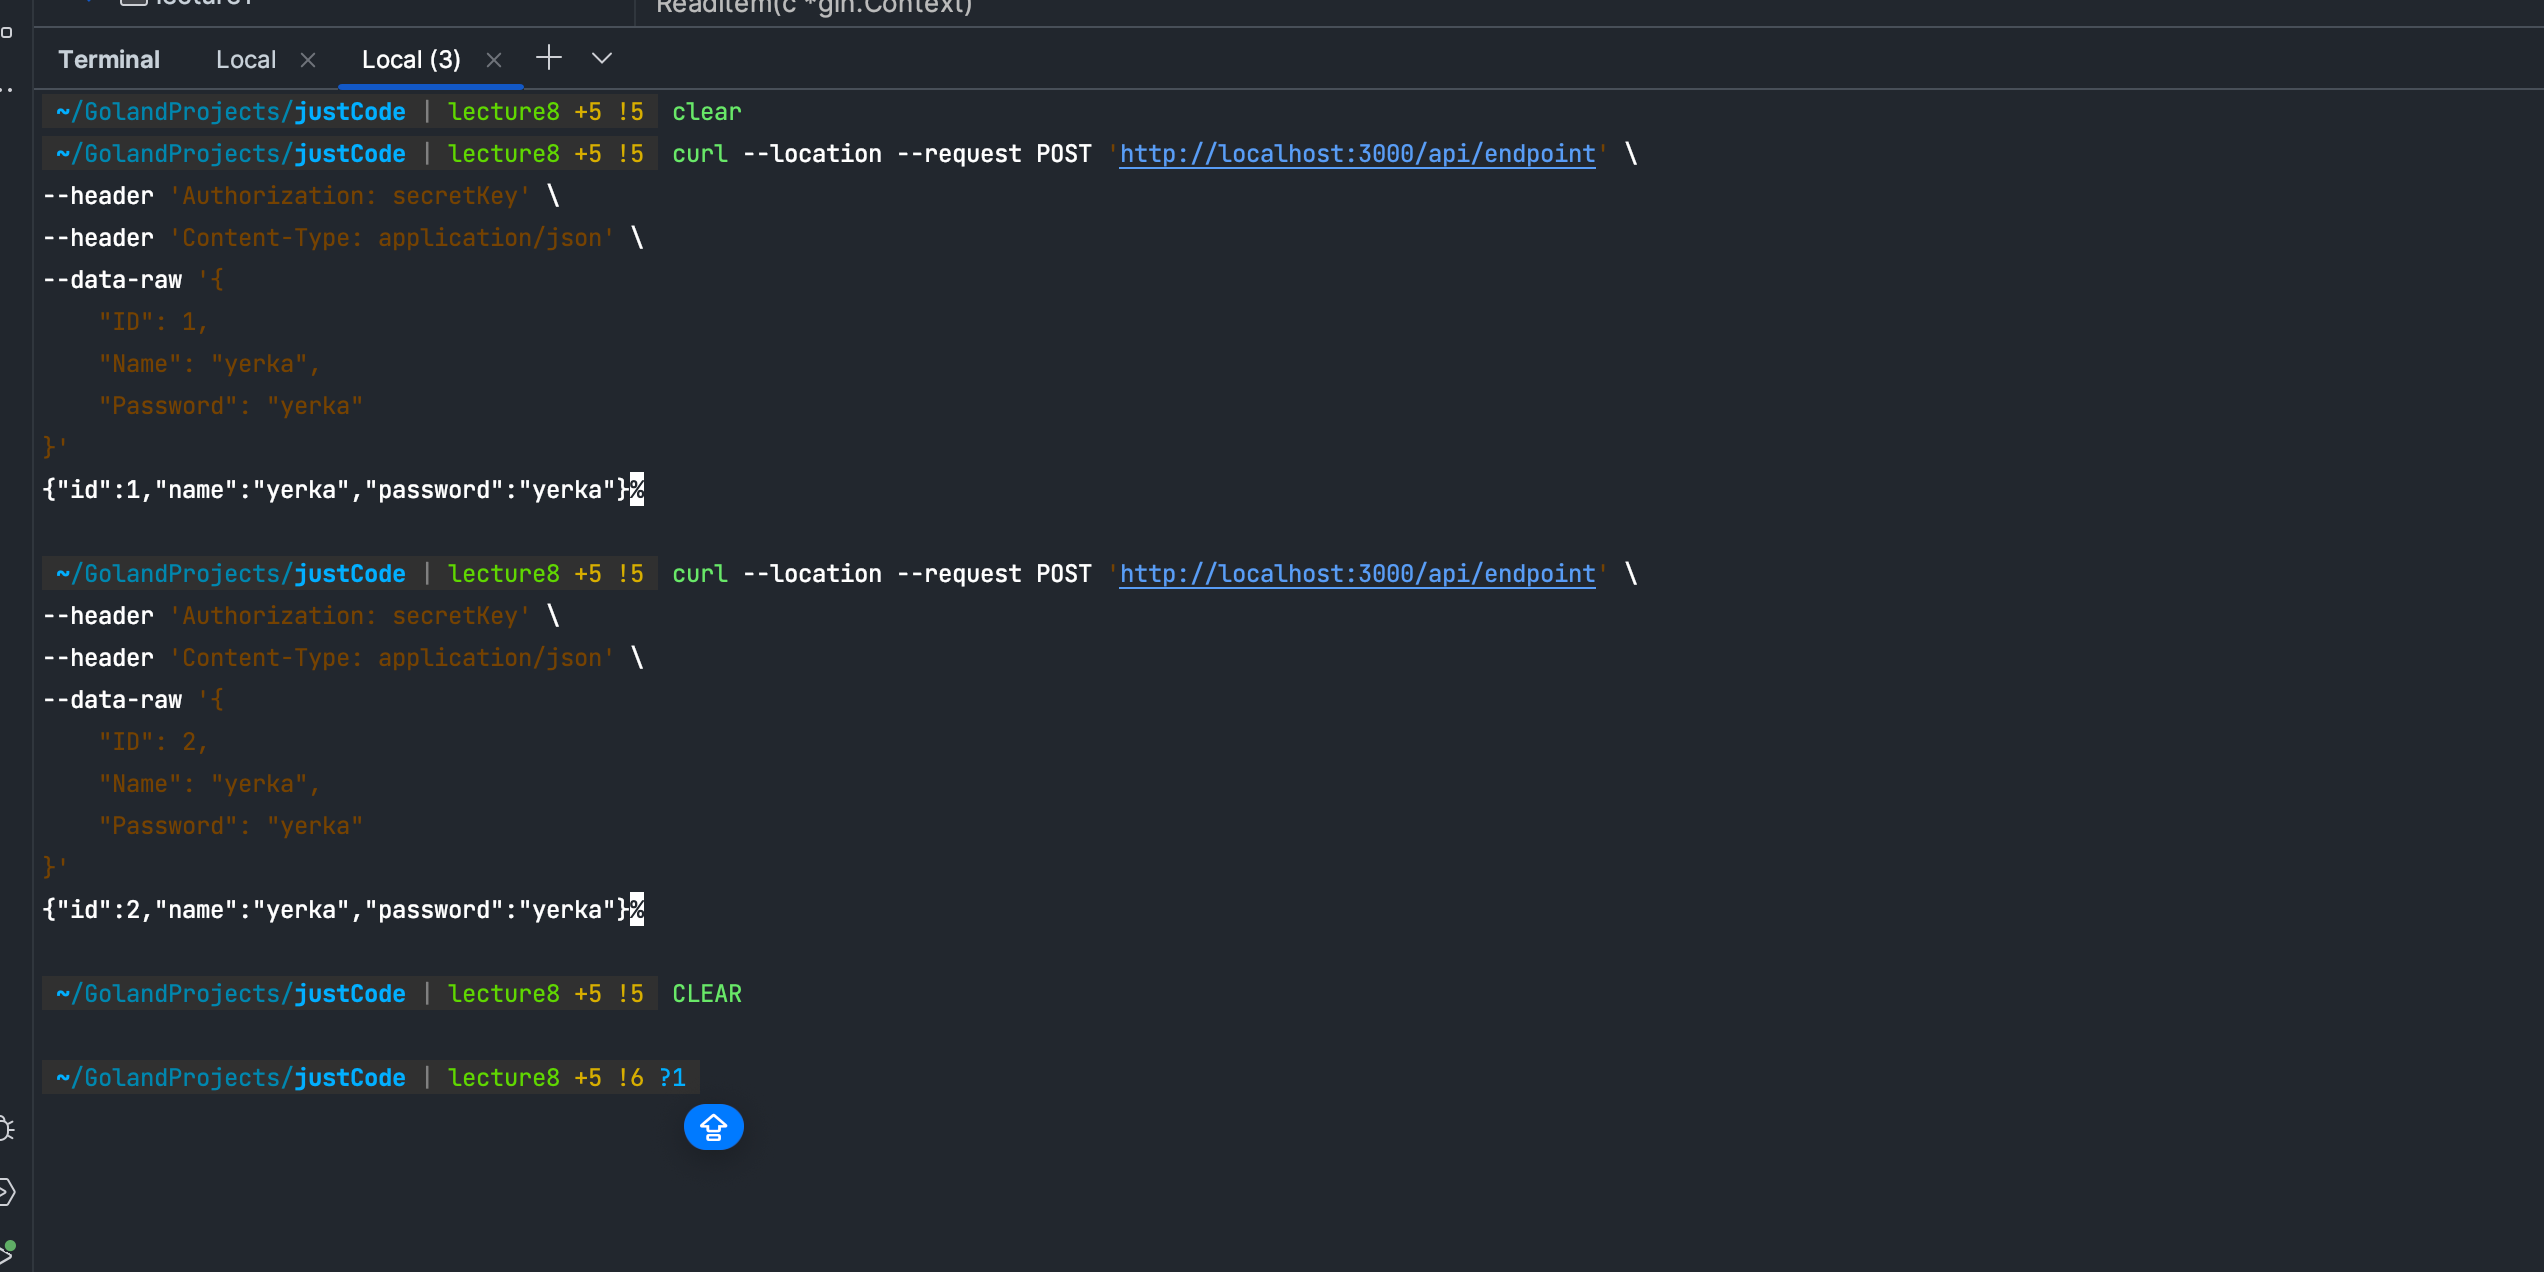 ReadItem(c *gin.Context)
Terminal Local Local (3)
~/GolandProjects/justCode | lecture8 +5 !5 clear
~/GolandProjects/justCode | lecture8 +5 !5 curl --location --request POST 'http://localhost:3000/api/endpoint' \
--header 'Authorization: secretKey' \
--header 'Content-Type: application/json' \
--data-raw '{
"ID": 1,
"Name": "yerka",
"Password": "yerka"
}'
{"id":1,"name":"yerka","password":"yerka"}%
~/GolandProjects/justCode | lecture8 +5 !5 curl --location --request POST 'http://localhost:3000/api/endpoint' \
--header 'Authorization: secretKey' \
--header 'Content-Type: application/json' \
--data-raw '{
"ID": 2,
"Name": "yerka",
"Password": "yerka"
}'
{"id":2,"name":"yerka","password":"yerka"}%
~/GolandProjects/justCode | lecture8 +5 !5 CLEAR
~/GolandProjects/justCode | lecture8 +5 !6 ?1